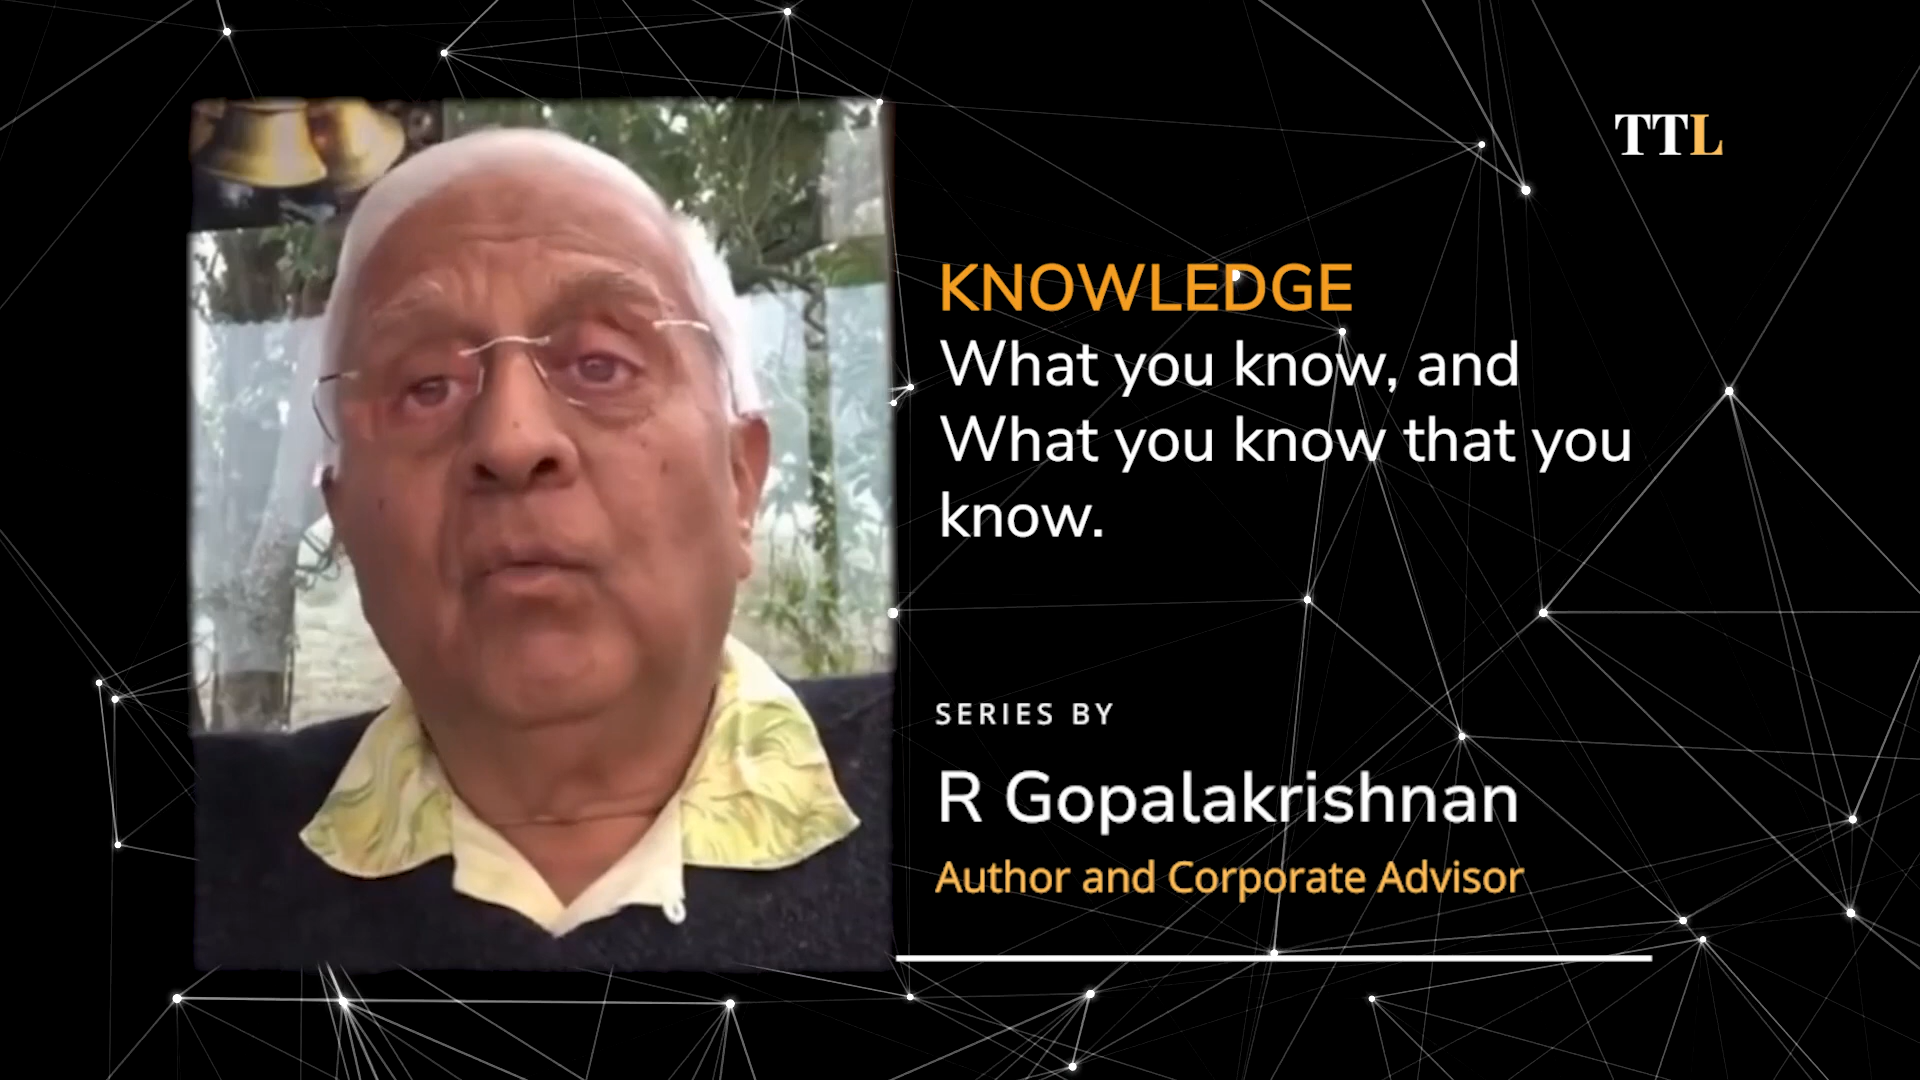 TTL
KNOWLEDGE
What you know, and
What you know that you
know.
SERIES BY
R Gopalakrishnan
Author and Corporate Advisor